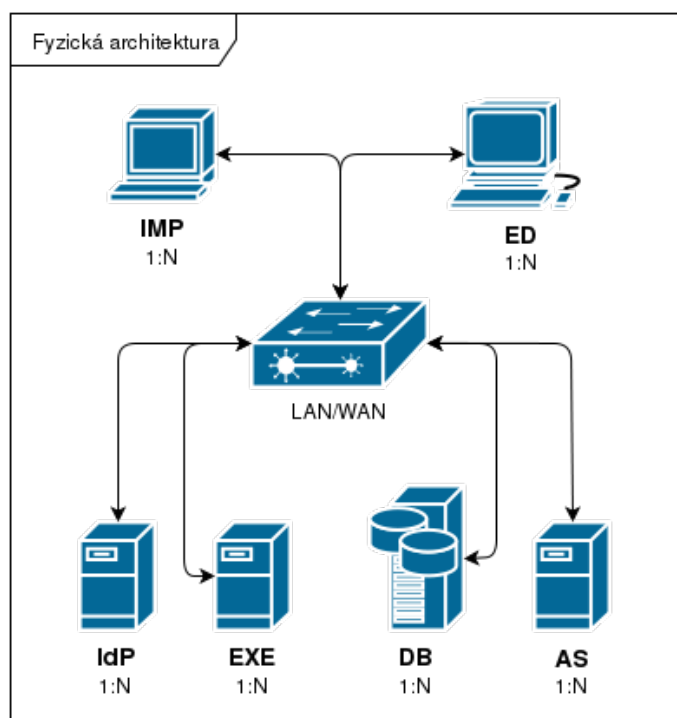 Fyzická architektura
IMP
1:N
ED
1:N
LAN/WAN
IdP
1:N
EXE
1:N
DB
1:N
AS
1:N